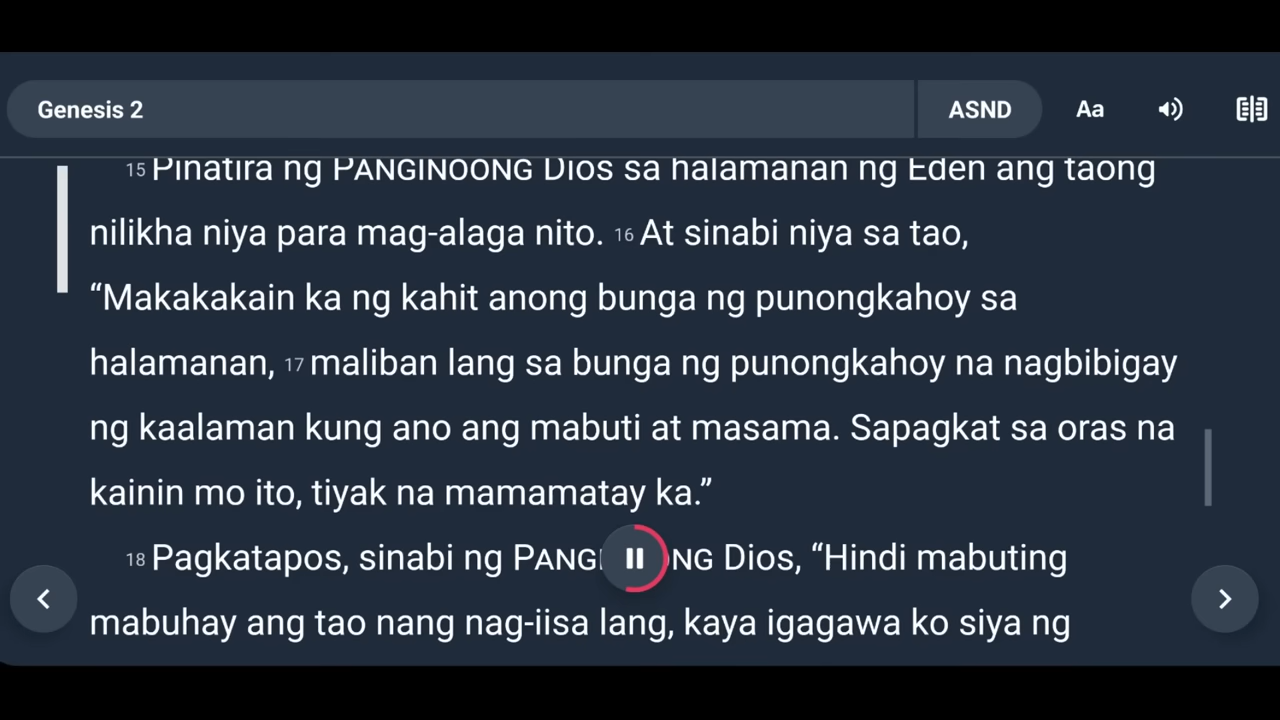 Genesis 2 ASND Aa
15 Pinatira ng PANGINOONG Dios sa halamanan ng Eden ang taong
nilikha niya para mag-alaga nito. 16 At sinabi niya sa tao,
“Makakakain ka ng kahit anong bunga ng punongkahoy sa
halamanan, 17 maliban lang sa bunga ng punongkahoy na nagbibigay
ng kaalaman kung ano ang mabuti at masama. Sapagkat sa oras na
kainin mo ito, tiyak na mamamatay ka.”
18 Pagkatapos, sinabi ng Dios, “Hindi mabuting
mabuhay ang tao nang nag-iisa lang, kaya igagawa ko siya ng